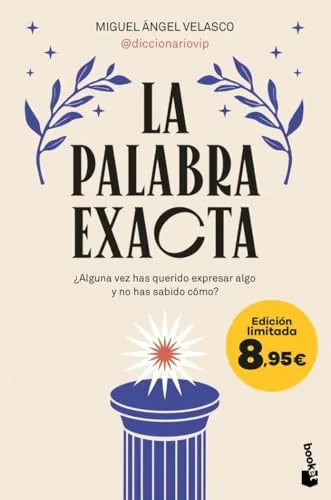 MIGUEL ÁNGEL VELASCO
@diccionariovip
LA
PALABRA
EXACTA
¿Alguna vez has querido expresar algo
y no has sabido cómo?
Edición
limitada
8,95€
booket